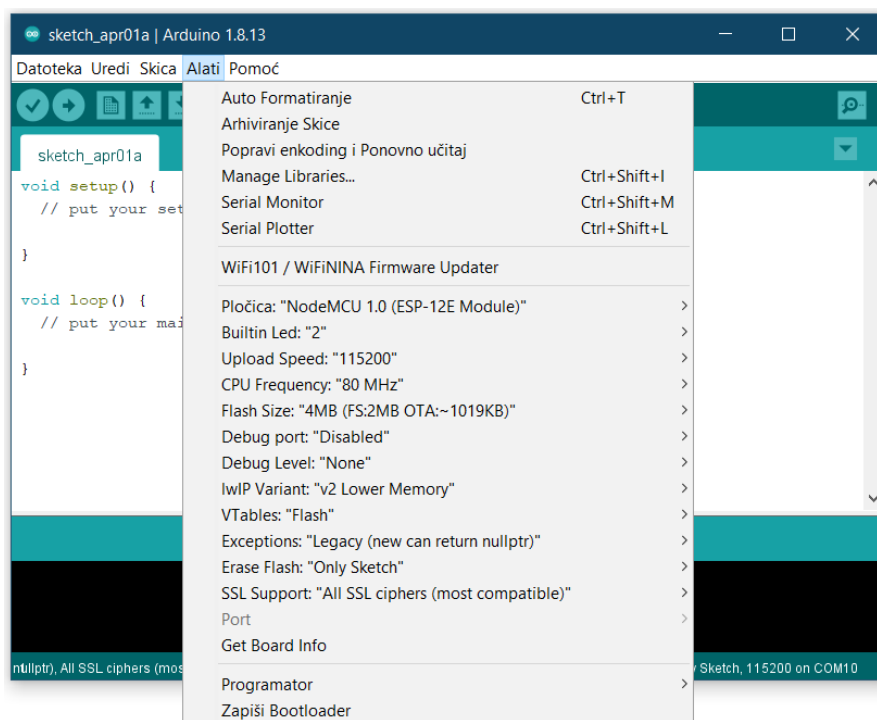 sketch_apr01a | Arduino 1.8.13
Datoteka Uredi Skica Alati Pomoć
sketch_apr01a
void setup() {
// put your set
}
void loop() {
// put your mai
}
Auto Formatiranje Ctrl+T
Arhiviranje Skice
Popravi enkoding i Ponovno učitaj
Manage Libraries... Ctrl+Shift+I
Serial Monitor Ctrl+Shift+M
Serial Plotter Ctrl+Shift+L
WiFi101 / WiFiNINA Firmware Updater
Pločica: "NodeMCU 1.0 (ESP-12E Module)"
Builtin Led: "2"
Upload Speed: "115200"
CPU Frequency: "80 MHz"
Flash Size: "4MB (FS:2MB OTA:~1019KB)"
Debug port: "Disabled"
Debug Level: "None"
lwIP Variant: "v2 Lower Memory"
VTables: "Flash"
Exceptions: "Legacy (new can return nullptr)"
Erase Flash: "Only Sketch"
SSL Support: "All SSL ciphers (most compatible)"
Port
Get Board Info
Programator
Zapiši Bootloader
nullptr), All SSL ciphers (mos Sketch, 115200 on COM10